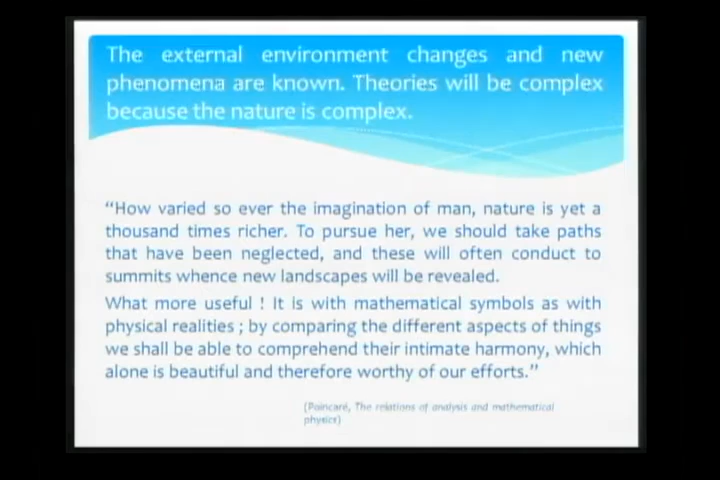 The external environment changes and new
phenomena are known. Theories will be complex
because the nature is complex.
“How varied so ever the imagination of man, nature is yet a
thousand times richer. To pursue her, we should take paths
that have been neglected, and these will often conduct to
summits whence new landscapes will be revealed.
What more useful ! It is with mathematical symbols as with
physical realities ; by comparing the different aspects of things
we shall be able to comprehend their intimate harmony, which
alone is beautiful and therefore worthy of our efforts.”
(Poincaré, The relations of analysis and mathematical
physics)